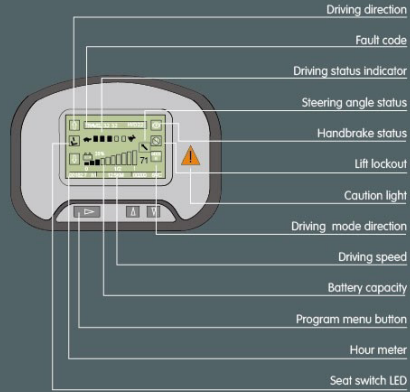 Driving direction
Fault code
Driving status indicator
Steering angle status
Handbrake status
Lift lockout
Caution light
Driving mode direction
Driving speed
Battery capacity
Program menu button
Hour meter
Seat switch LED
71